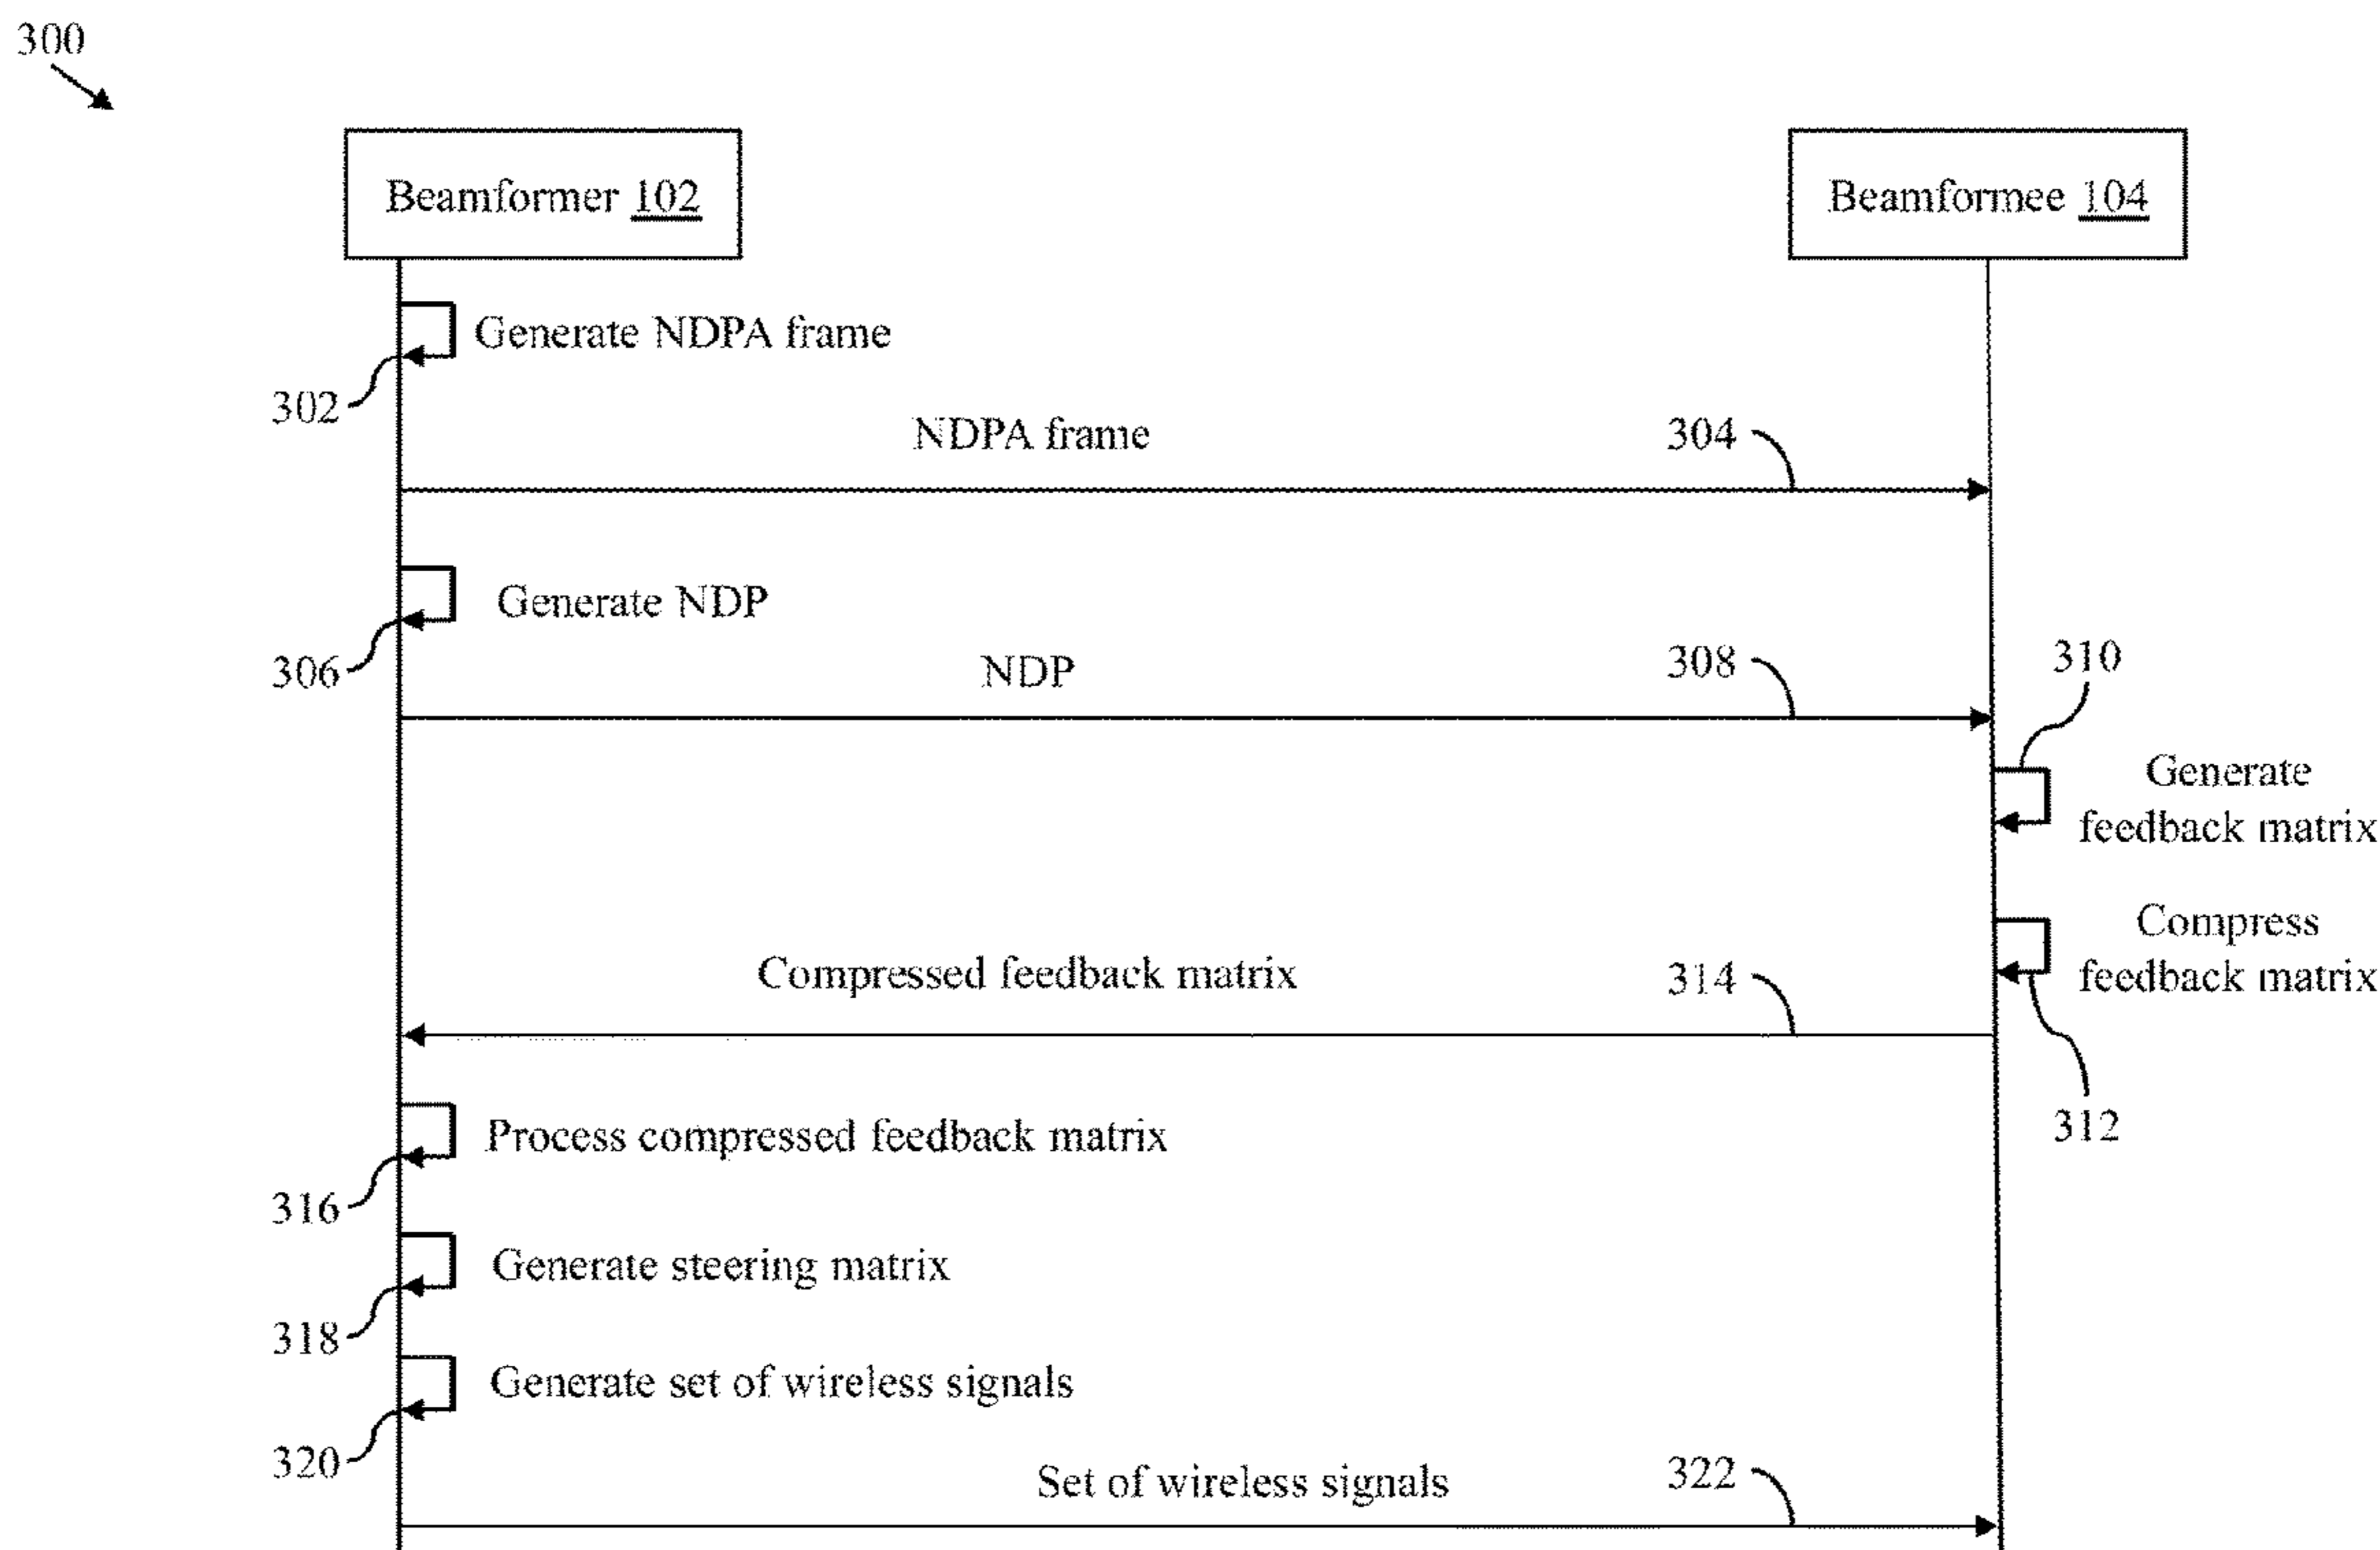 300
Beamformer 102
Beamformee 104
Generate NDPA frame
302
NDPA frame
304
Generate NDP
306
NDP
308
310
Generate
feedback matrix
Compress
feedback matrix
Compressed feedback matrix
314
312
Process compressed feedback matrix
316
Generate steering matrix
318
Generate set of wireless signals
320
Set of wireless signals
322